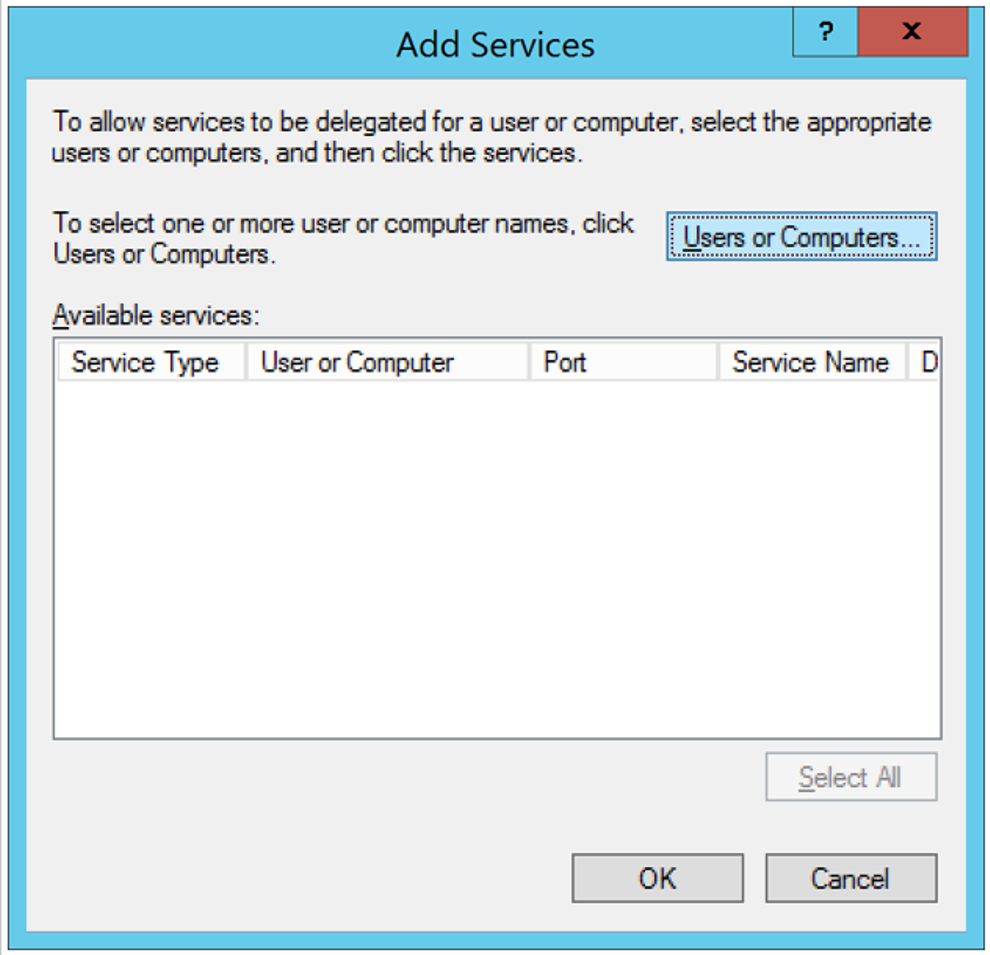 Add Services
?
x
To allow services to be delegated for a user or computer, select the appropriate
users or computers, and then click the services.
To select one or more user or computer names, click
Users or Computers.
Users or Computers...
Available services:
Service Type User or Computer Port Service Name D
Select All
OK Cancel